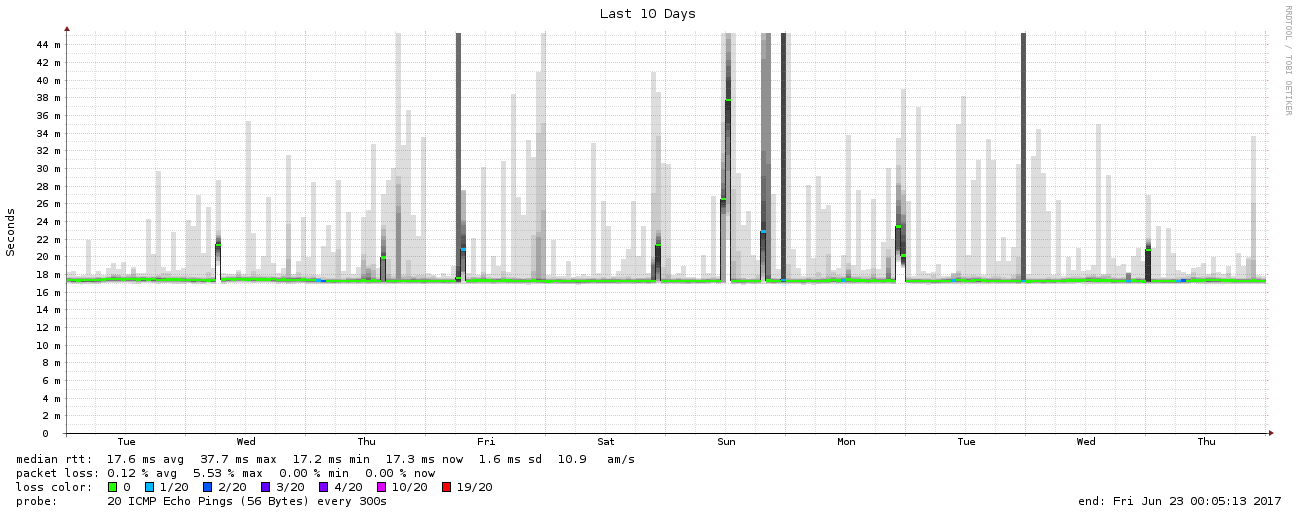 Last 10 Days
RRDTOOL / TOBI OETIKER
Seconds
44 m
42 m
40 m
38 m
36 m
34 m
32 m
30 m
28 m
26 m
24 m
22 m
20 m
18 m
16 m
14 m
12 m
10 m
8 m
6 m
4 m
2 m
0
Tue Wed Thu Fri Sat Sun Mon Tue Wed Thu
median rtt: 17.6 ms avg 37.7 ms max 17.2 ms min 17.3 ms now 1.6 ms sd 10.9 am/s
packet loss: 0.12 % avg 5.53 % max 0.00 % min 0.00 % now
loss color: 0 1/20 2/20 3/20 4/20 10/20 19/20
probe: 20 ICMP Echo Pings (56 Bytes) every 300s end: Fri Jun 23 00:05:13 2017